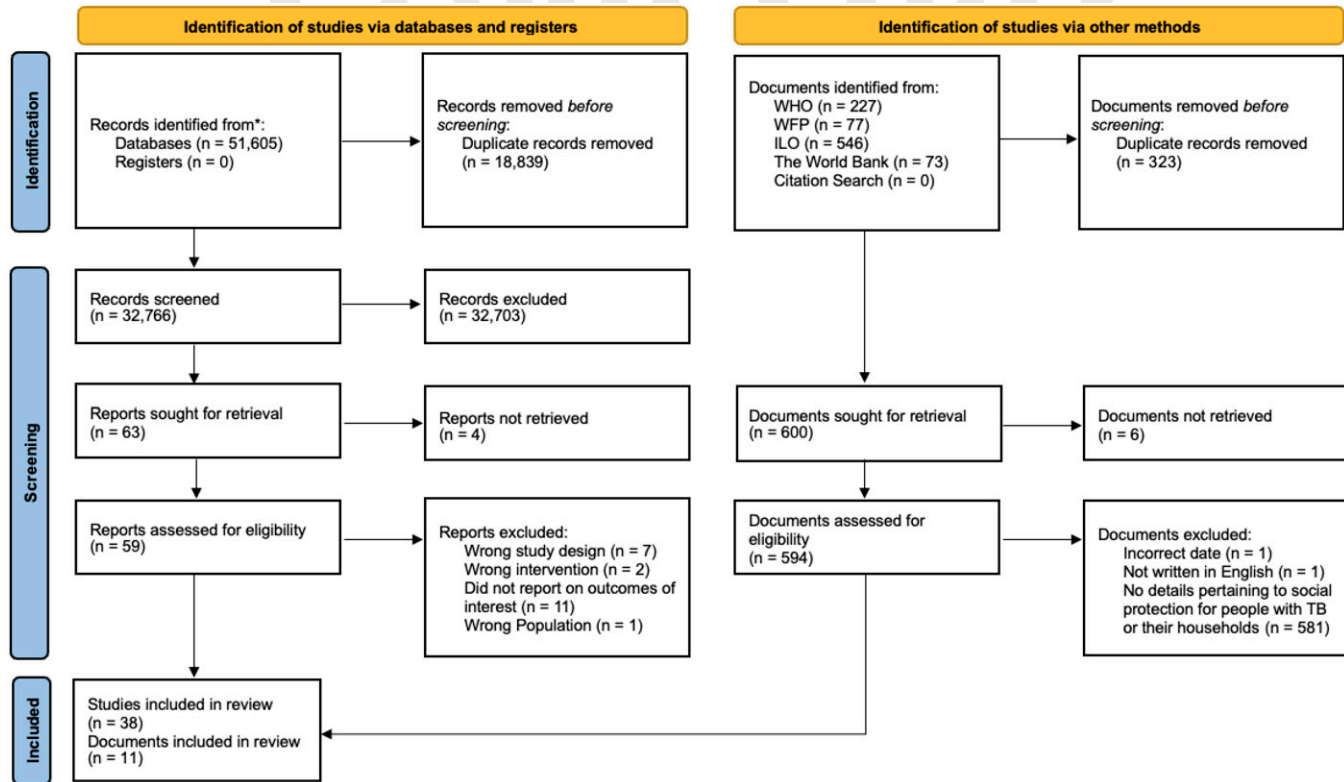 Identification of studies via databases and registers
Identification of studies via other methods
Identification
Records identified from*:
Databases (n = 51,605)
Registers (n = 0)
Records removed before
screening:
Duplicate records removed
(n = 18,839)
Documents identified from:
WHO (n = 227)
WFP (n = 77)
ILO (n = 546)
The World Bank (n = 73)
Citation Search (n = 0)
Documents removed before
screening:
Duplicate records removed
(n = 323)
Screening
Records screened
(n = 32,766)
Records excluded
(n = 32,703)
Reports sought for retrieval
(n = 63)
Reports not retrieved
(n = 4)
Documents sought for retrieval
(n = 600)
Documents not retrieved
(n = 6)
Reports assessed for eligibility
(n = 59)
Reports excluded:
Wrong study design (n = 7)
Wrong intervention (n = 2)
Did not report on outcomes of
interest (n = 11)
Wrong Population (n = 1)
Documents assessed for
eligibility
(n = 594)
Documents excluded:
Incorrect date (n = 1)
Not written in English (n = 1)
No details pertaining to social
protection for people with TB
or their households (n = 581)
Included
Studies included in review
(n = 38)
Documents included in review
(n = 11)